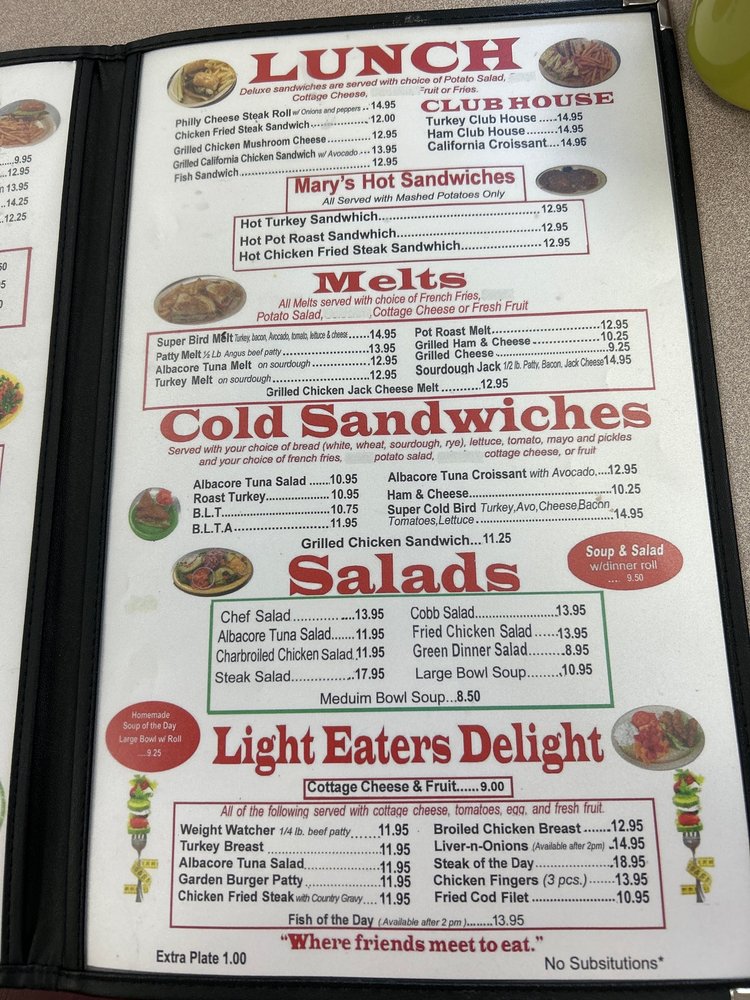 ...9.95
...12.95
n 13.95
..14.25
..12.25
LUNCH
Deluxe sandwiches are served with choice of Potato Salad,
Cottage Cheese, Fruit or Fries.
Philly Cheese Steak Roll w/ Onions and peppers .. 14.95
Chicken Fried Steak Sandwich.................... 12.00
Grilled Chicken Mushroom Cheese............ 12.95
Grilled California Chicken Sandwich w/ Avocado.... 13.95
Fish Sandwich................................. 12.95
CLUB HOUSE
Turkey Club House .....14.95
Ham Club House.........14.95
California Croissant....14.95
Mary's Hot Sandwiches
All Served with Mashed Potatoes Only
Hot Turkey Sandwhich................................... 12.95
Hot Pot Roast Sandwich............................... 12.95
Hot Chicken Fried Steak Sandwhich.................... 12.95
Melts
All Melts served with choice of French Fries,
Potato Salad, ,Cottage Cheese or Fresh Fruit
Super Bird Melt Turkey, bacon, Avocado, tomato, lettuce & cheese......14.95
Patty Melt ½ Lb Angus beef patty.........................13.95
Albacore Tuna Melt on sourdough.................12.95
Turkey Melt on sourdough..........................12.95
Pot Roast Melt............................12.95
Grilled Ham & Cheese..................10.25
Grilled Cheese...........................9.25
Sourdough Jack 1/2 lb. Patty, Bacon, Jack Cheese14.95
Grilled Chicken Jack Cheese Melt ...........12.95
Cold Sandwiches
Served with your choice of bread (white, wheat, sourdough, rye), lettuce, tomato, mayo and pickles
and your choice of french fries, potato salad, cottage cheese, or fruit
Albacore Tuna Salad ......10.95
Roast Turkey.................10.95
B.L.T...........................10.75
B.L.T.A........................11.95
Albacore Tuna Croissant with Avocado....12.95
Ham & Cheese.................................10.25
Super Cold Bird Turkey,Avo,Cheese,Bacon
Tomatoes,Lettuce................................14.95
Grilled Chicken Sandwich...11.25
Soup & Salad
w/dinner roll
.... 9.50
Salads
Chef Salad...............13.95
Albacore Tuna Salad.......11.95
Charbroiled Chicken Salad.11.95
Steak Salad...............17.95
Cobb Salad......................13.95
Fried Chicken Salad ......13.95
Green Dinner Salad.........8.95
Large Bowl Soup.........10.95
Meduim Bowl Soup...8.50
Homemade
Soup of the Day
Large Bowl w/ Roll
....9.25
Light Eaters Delight
Cottage Cheese & Fruit......9.00
All of the following served with cottage cheese, tomatoes, egg, and fresh fruit.
Weight Watcher 1/4 lb. beef patty......11.95
Turkey Breast ........................11.95
Albacore Tuna Salad................11.95
Garden Burger Patty................11.95
Chicken Fried Steak with Country Gravy.... 11.95
Broiled Chicken Breast .......12.95
Liver-n-Onions (Available after 2pm) ..14.95
Steak of the Day...................18.95
Chicken Fingers (3 pcs.).......13.95
Fried Cod Filet.....................10.95
Fish of the Day (Available after 2 pm)........13.95
"Where friends meet to eat."
Extra Plate 1.00
No Subsitutions*